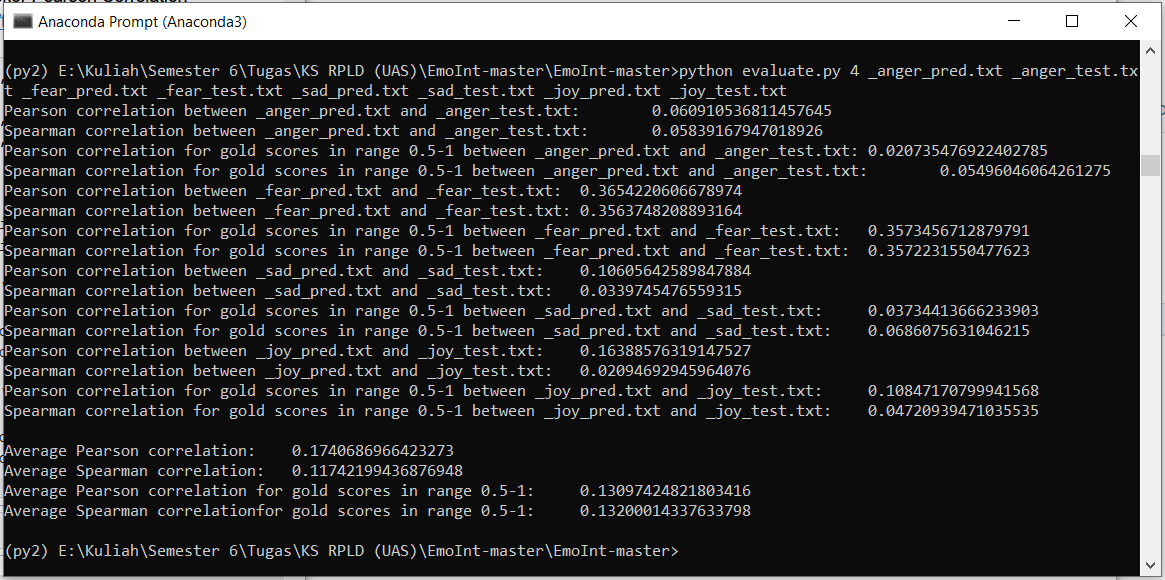 Anaconda Prompt (Anaconda3)
(py2) E:\Kuliah\Semester 6\Tugas\KS RPLD (UAS)\EmoInt-master\EmoInt-master>python evaluate.py 4 _anger_pred.txt _anger_test.tx
t _fear_pred.txt _fear_test.txt _sad_pred.txt _sad_test.txt _joy_pred.txt _joy_test.txt
Pearson correlation between _anger_pred.txt and _anger_test.txt: 0.060910536811457645
Spearman correlation between _anger_pred.txt and _anger_test.txt: 0.05839167947018926
Pearson correlation for gold scores in range 0.5-1 between _anger_pred.txt and _anger_test.txt: 0.020735476922402785
Spearman correlation for gold scores in range 0.5-1 between _anger_pred.txt and _anger_test.txt: 0.05496046064261275
Pearson correlation between _fear_pred.txt and _fear_test.txt: 0.3654220606678974
Spearman correlation between _fear_pred.txt and _fear_test.txt: 0.3563748208893164
Pearson correlation for gold scores in range 0.5-1 between _fear_pred.txt and _fear_test.txt: 0.3573456712879791
Spearman correlation for gold scores in range 0.5-1 between _fear_pred.txt and _fear_test.txt: 0.3572231550477623
Pearson correlation between _sad_pred.txt and _sad_test.txt: 0.10605642589847884
Spearman correlation between _sad_pred.txt and _sad_test.txt: 0.0339745476559315
Pearson correlation for gold scores in range 0.5-1 between _sad_pred.txt and _sad_test.txt: 0.03734413666233903
Spearman correlation for gold scores in range 0.5-1 between _sad_pred.txt and _sad_test.txt: 0.0686075631046215
Pearson correlation between _joy_pred.txt and _joy_test.txt: 0.16388576319147527
Spearman correlation between _joy_pred.txt and _joy_test.txt: 0.02094692945964076
Pearson correlation for gold scores in range 0.5-1 between _joy_pred.txt and _joy_test.txt: 0.10847170799941568
Spearman correlation for gold scores in range 0.5-1 between _joy_pred.txt and _joy_test.txt: 0.04720939471035535
Average Pearson correlation: 0.1740686966423273
Average Spearman correlation: 0.11742199436876948
Average Pearson correlation for gold scores in range 0.5-1: 0.13097424821803416
Average Spearman correlationfor gold scores in range 0.5-1: 0.13200014337633798
(py2) E:\Kuliah\Semester 6\Tugas\KS RPLD (UAS)\EmoInt-master\EmoInt-master>